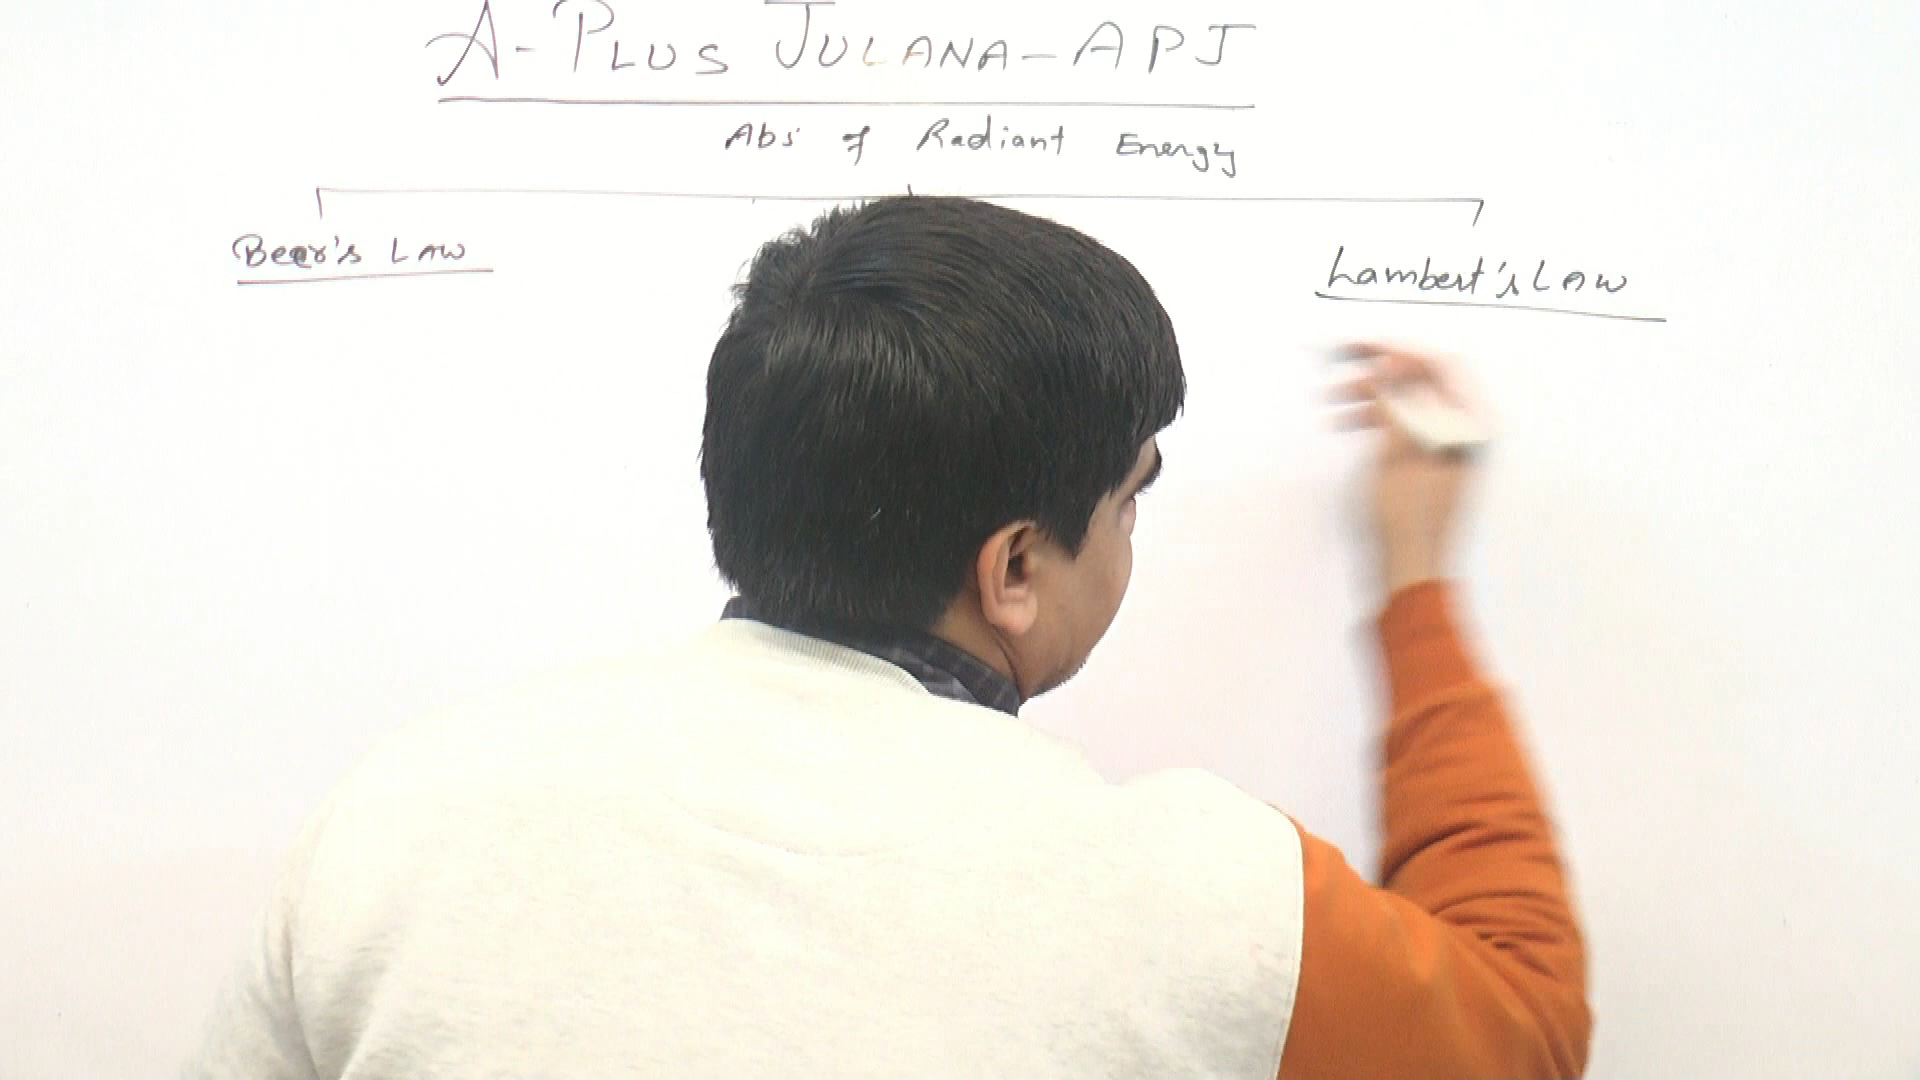 A-PLUS JULANA-APJ
Abs of Radiant Energy
Beer's LAW
Lambert's LAW